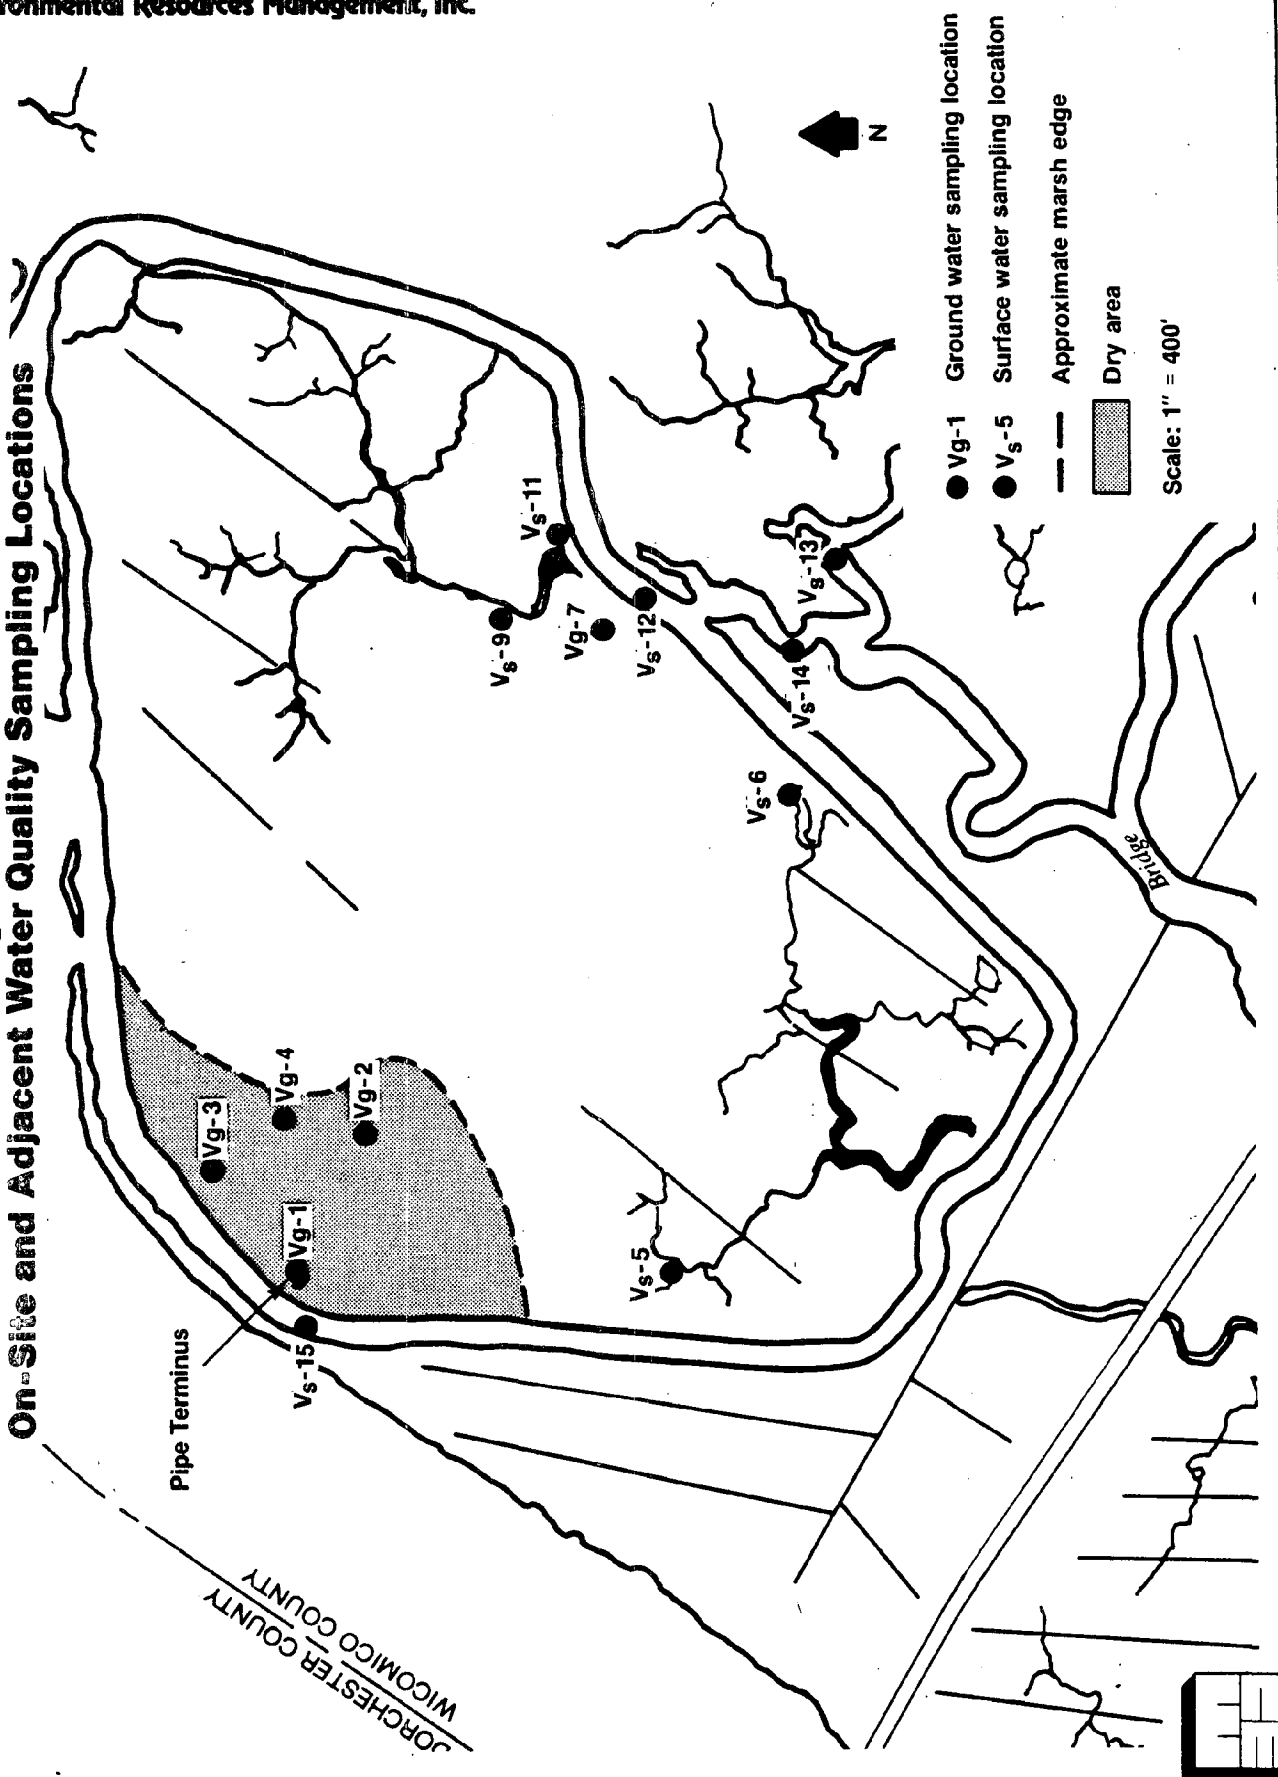 ronmental Resources Management, Inc.
On-Site and Adjacent Water Quality Sampling Locations
DORCHESTER COUNTY
WICOMICO COUNTY
Pipe Terminus
Vs-15
Vg-1
Vg-3
Vg-4
Vg-2
Vs-5
Vs-6
Vs-9
Vg-7
Vs-11
Vs-12
Vs-14
Vs-13
Bridge
N
Vg-1 Ground water sampling location
Vs-5 Surface water sampling location
Approximate marsh edge
Dry area
Scale: 1" = 400'